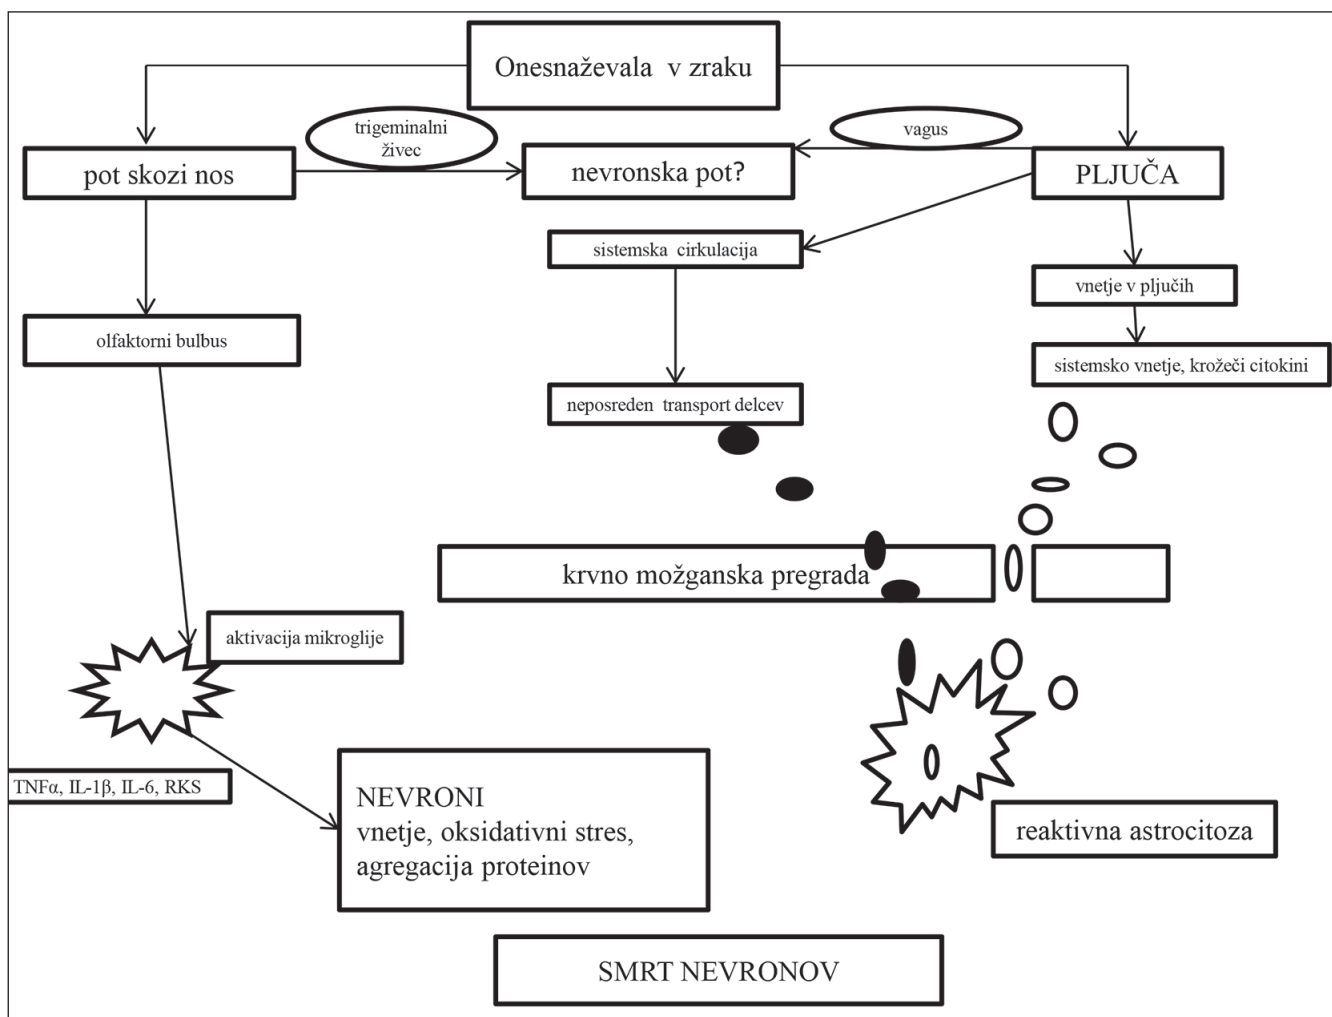 Onesnaževala v zraku
trigeminalni
živec
vagus
pot skozi nos
nevronska pot?
PLJUČA
sistemska cirkulacija
vnetje v pljučih
olfaktorni bulbus
sistemsko vnetje, krožeči citokini
neposreden transport delcev
krvno možganska pregrada
aktivacija mikroglije
TNFα, IL-1β, IL-6, RKS
NEVRONI
vnetje, oksidativni stres,
agregacija proteinov
reaktivna astrocitoza
SMRT NEVRONOV